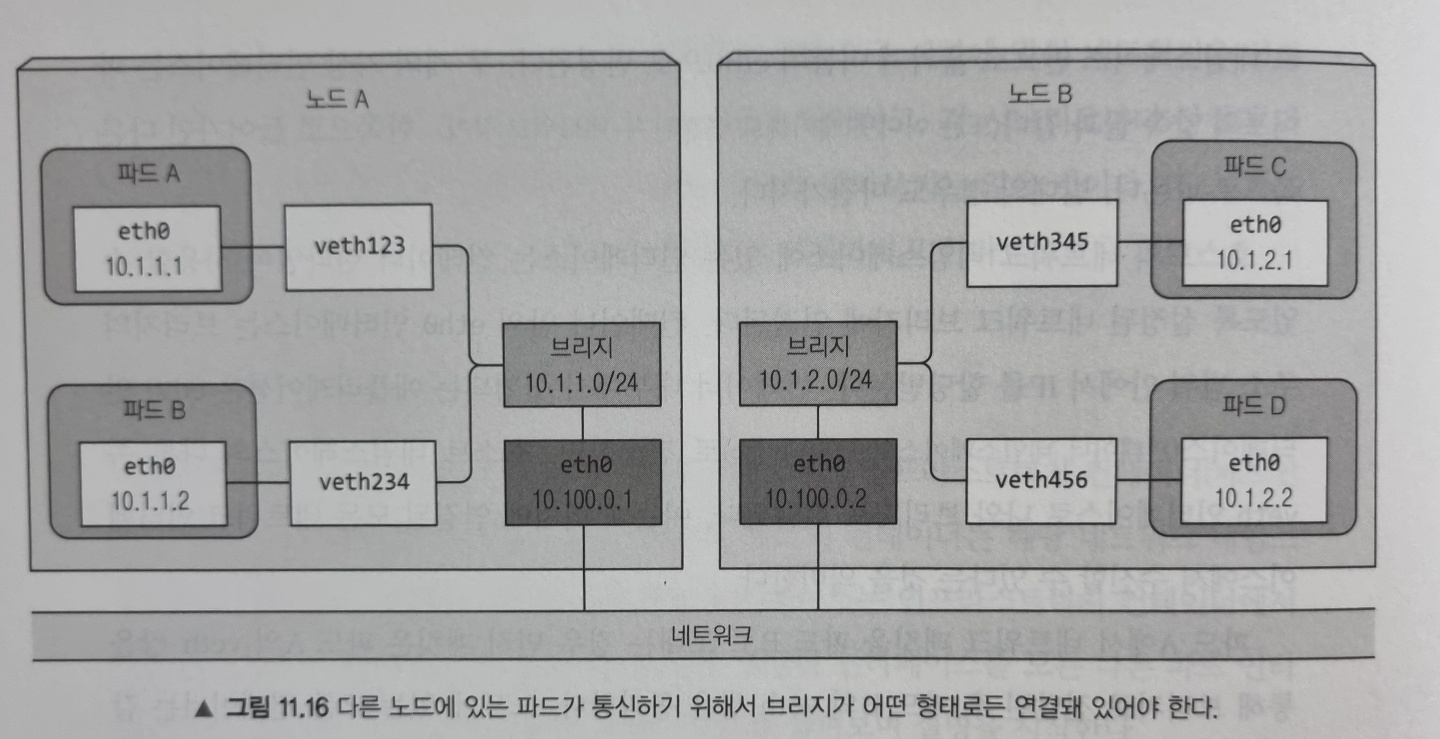 노드 A
파드 A
eth0
10.1.1.1
veth123
브리지
10.1.1.0/24
파드 B
eth0
10.1.1.2
veth234
eth0
10.100.0.1
노드 B
파드 C
veth345
eth0
10.1.2.1
브리지
10.1.2.0/24
파드 D
eth0
10.100.0.2
veth456
eth0
10.1.2.2
네트워크
▲ 그림 11.16 다른 노드에 있는 파드가 통신하기 위해서 브리지가 어떤 형태로든 연결돼 있어야 한다.